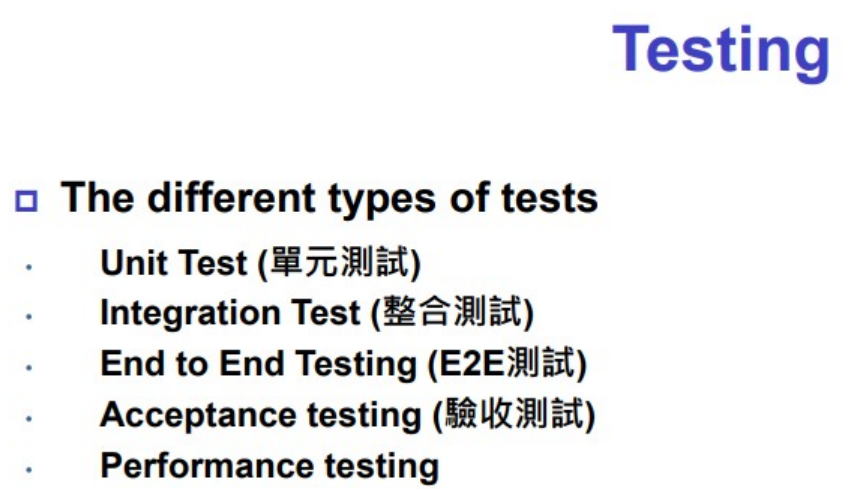 Testing
The different types of tests
Unit Test (單元測試)
Integration Test (整合測試)
End to End Testing (E2E測試)
Acceptance testing (驗收測試)
Performance testing